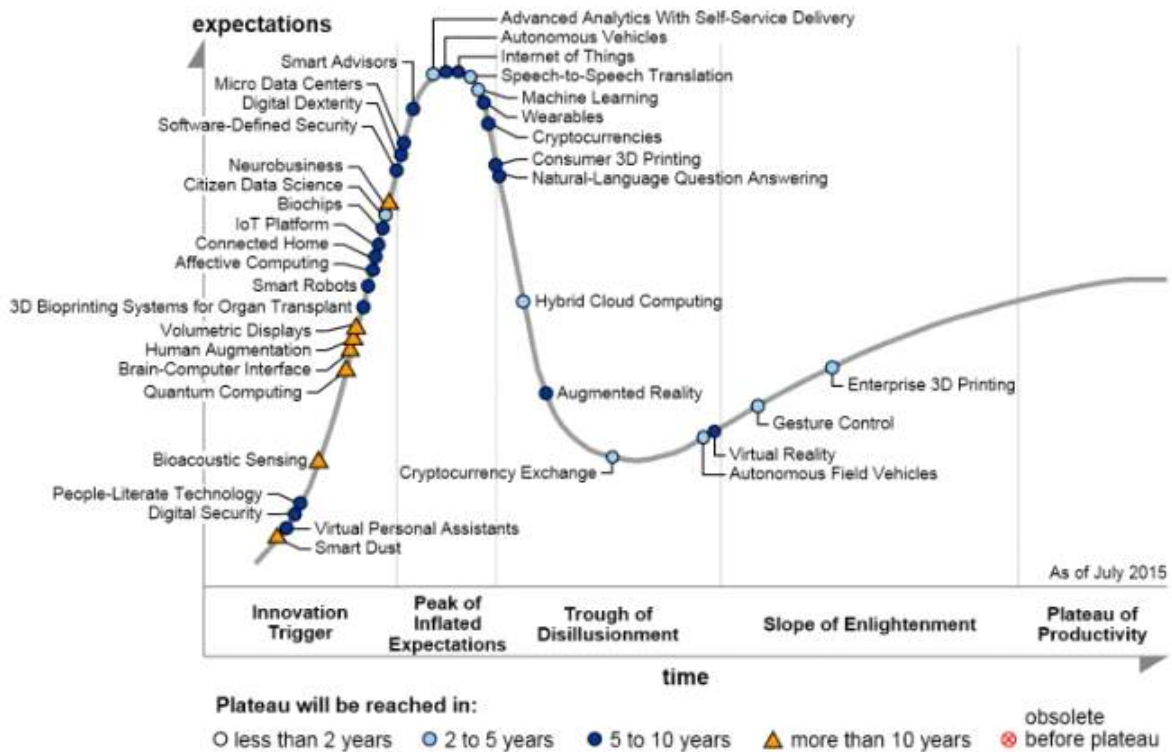 expectations
Advanced Analytics With Self-Service Delivery
Autonomous Vehicles
Internet of Things
Speech-to-Speech Translation
Machine Learning
Wearables
Cryptocurrencies
Consumer 3D Printing
Natural-Language Question Answering
Smart Advisors
Micro Data Centers
Digital Dexterity
Software-Defined Security
Neurobusiness
Citizen Data Science
Biochips
IoT Platform
Connected Home
Affective Computing
Smart Robots
3D Bioprinting Systems for Organ Transplant
Volumetric Displays
Human Augmentation
Brain-Computer Interface
Quantum Computing
Bioacoustic Sensing
People-Literate Technology
Digital Security
Virtual Personal Assistants
Smart Dust
Hybrid Cloud Computing
Augmented Reality
Cryptocurrency Exchange
Enterprise 3D Printing
Gesture Control
Virtual Reality
Autonomous Field Vehicles
As of July 2015
Innovation
Trigger
Peak of
Inflated
Expectations
Trough of
Disillusionment
Slope of Enlightenment
Plateau of
Productivity
time
Plateau will be reached in:
less than 2 years
2 to 5 years
5 to 10 years
more than 10 years
obsolete
before plateau